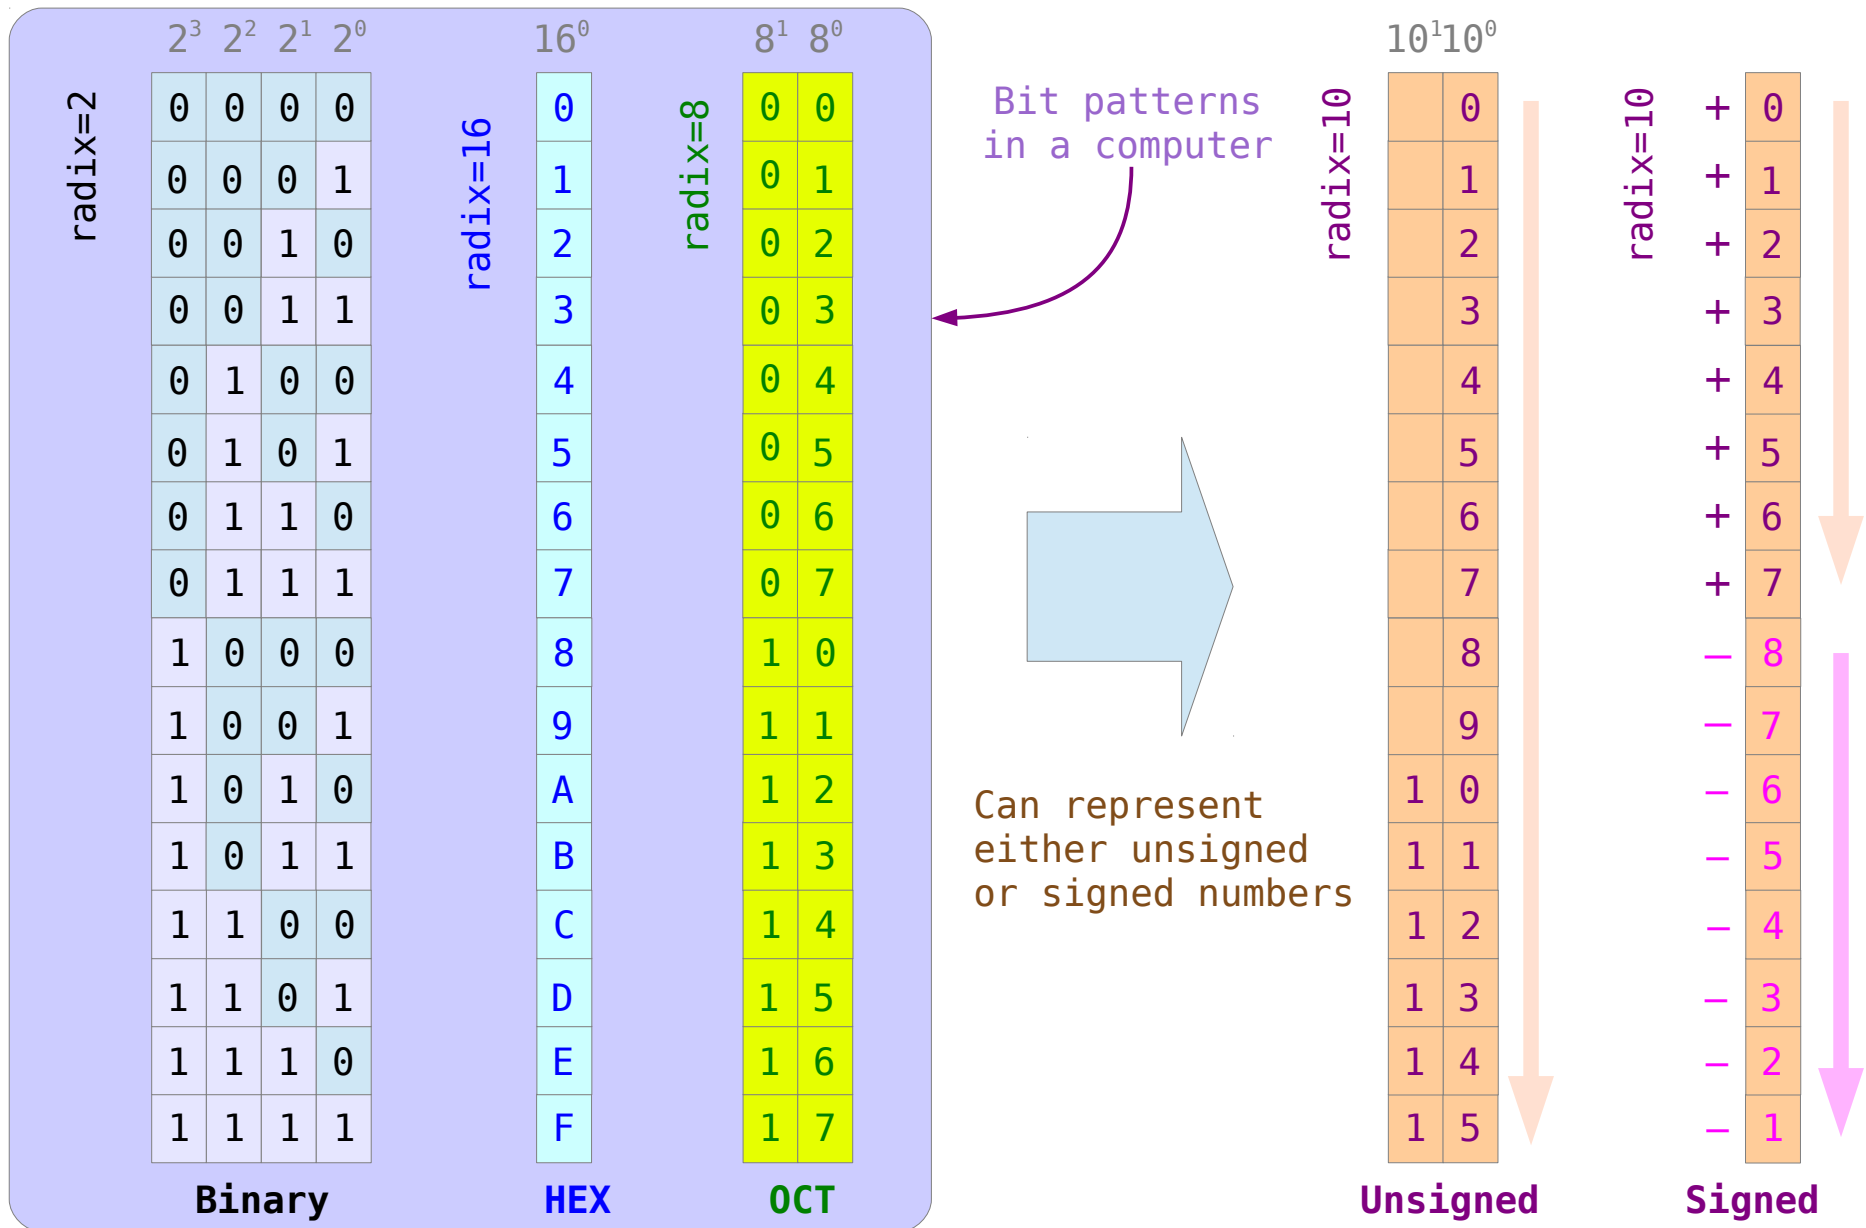 2³ 2² 2¹ 2⁰ 16⁰ 8¹ 8⁰ 10¹ 10⁰
radix=2
radix=16
radix=8
Bit patterns
in a computer
radix=10
radix=10
0 0 0 0 0 0 0 0 + 0
0 0 0 1 1 0 1 1 + 1
0 0 1 0 2 0 2 2 + 2
0 0 1 1 3 0 3 3 + 3
0 1 0 0 4 0 4 4 + 4
0 1 0 1 5 0 5 5 + 5
0 1 1 0 6 0 6 6 + 6
0 1 1 1 7 0 7 7 + 7
1 0 0 0 8 1 0 8 – 8
1 0 0 1 9 1 1 9 – 7
1 0 1 0 A 1 2 1 0 – 6
1 0 1 1 B 1 3 1 1 – 5
1 1 0 0 C 1 4 1 2 – 4
1 1 0 1 D 1 5 1 3 – 3
1 1 1 0 E 1 6 1 4 – 2
1 1 1 1 F 1 7 1 5 – 1
Can represent
either unsigned
or signed numbers
Binary HEX OCT Unsigned Signed